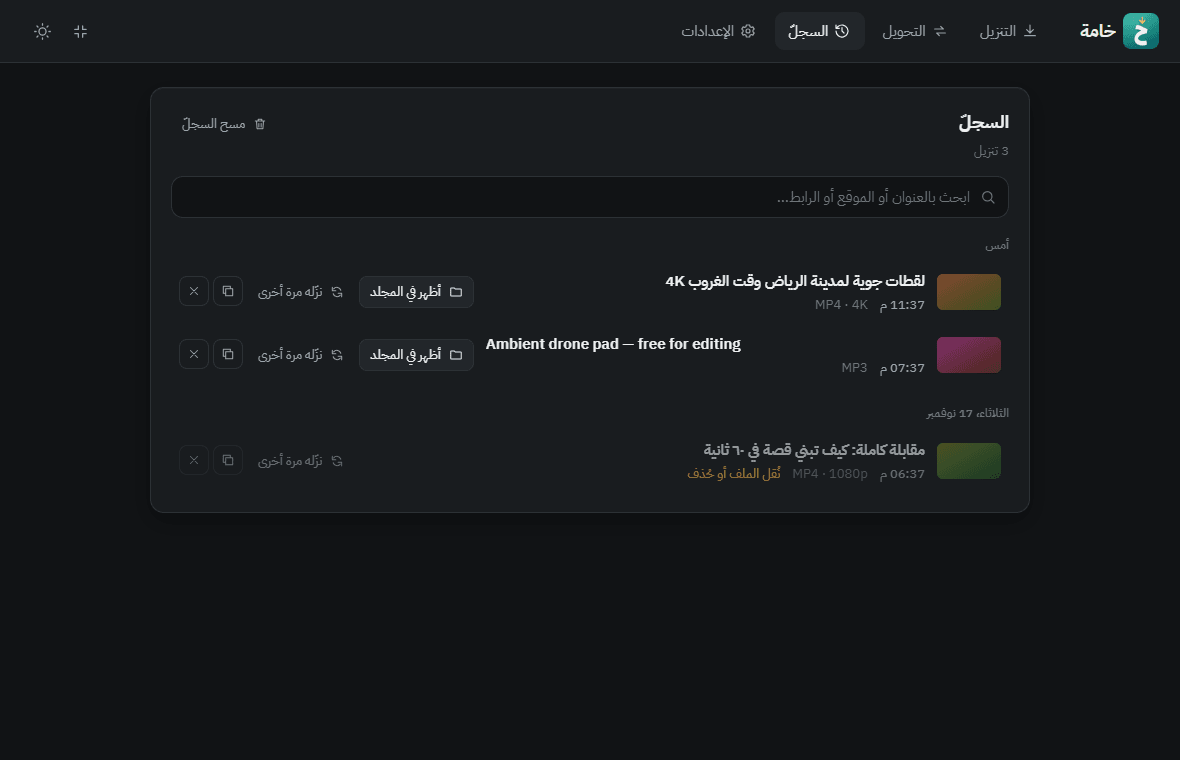 خامة
التنزيل
التحويل
السجلّ
الإعدادات
السجلّ
مسح السجلّ
3 تنزيل
ابحث بالعنوان أو الموقع أو الرابط...
أمس
لقطات جوية لمدينة الرياض وقت الغروب 4K
11:37 م MP4 · 4K
أظهر في المجلد
نزّله مرة أخرى
Ambient drone pad — free for editing
07:37 م MP3
أظهر في المجلد
نزّله مرة أخرى
الثلاثاء، 17 نوفمبر
مقابلة كاملة: كيف تبني قصة في ٦٠ ثانية
06:37 م MP4 · 1080p نُقل الملف أو حُذف
نزّله مرة أخرى